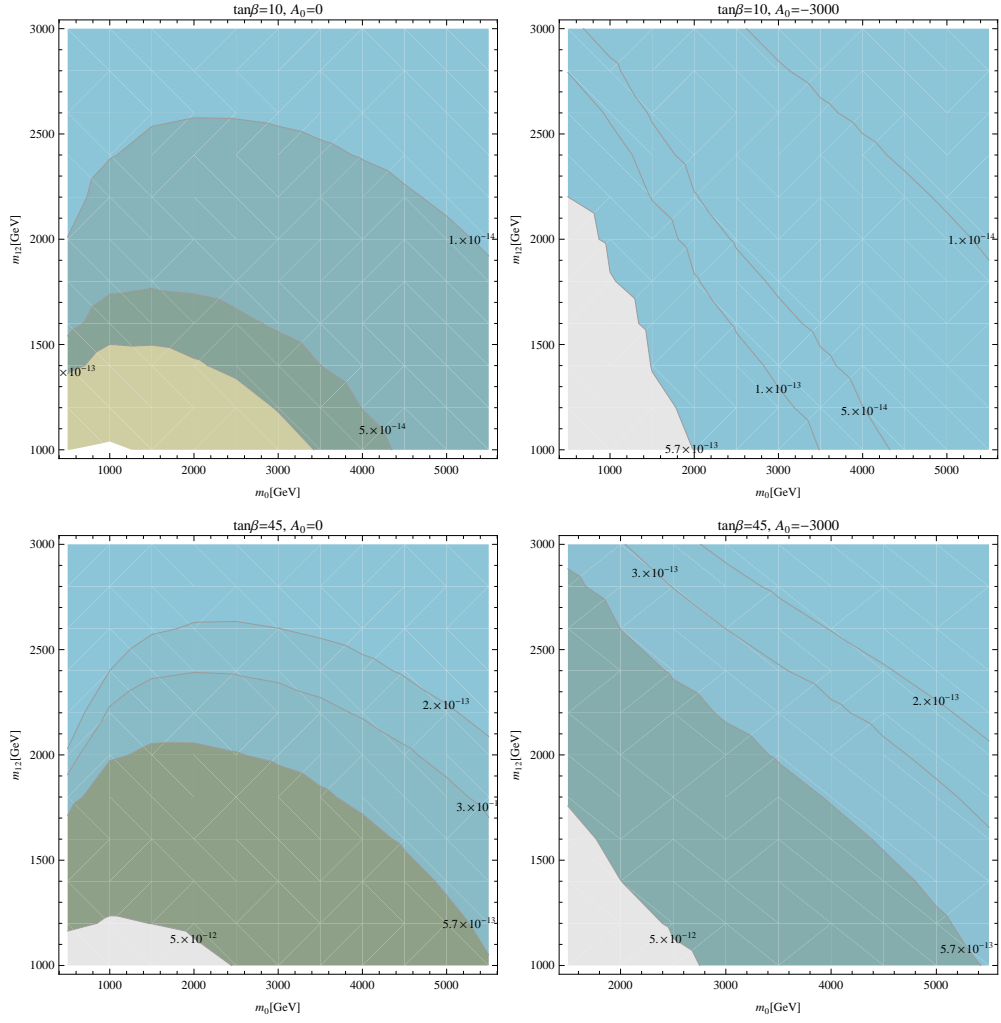 tanβ=10, A₀=0
3000
2500
2000
1500
1000
m₁₂[GeV]
1.×10⁻¹⁴
×10⁻¹³
5.×10⁻¹⁴
1000 2000 3000 4000 5000
m₀[GeV]
tanβ=10, A₀=−3000
3000
2500
2000
1500
1000
m₁₂[GeV]
1.×10⁻¹⁴
1.×10⁻¹³
5.×10⁻¹⁴
5.7×10⁻¹³
1000 2000 3000 4000 5000
m₀[GeV]
tanβ=45, A₀=0
3000
2500
2000
1500
1000
m₁₂[GeV]
2.×10⁻¹³
3.×10⁻¹
5.7×10⁻¹³
5.×10⁻¹²
1000 2000 3000 4000 5000
m₀[GeV]
tanβ=45, A₀=−3000
3000
2500
2000
1500
1000
m₁₂[GeV]
3.×10⁻¹³
2.×10⁻¹³
5.×10⁻¹²
5.7×10⁻¹³
2000 3000 4000 5000
m₀[GeV]